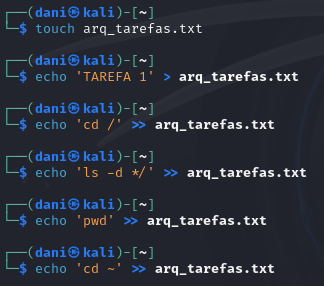 ┌──(dani㉿kali)-[~]
└─$ touch arq_tarefas.txt
┌──(dani㉿kali)-[~]
└─$ echo 'TAREFA 1' > arq_tarefas.txt
┌──(dani㉿kali)-[~]
└─$ echo 'cd /' >> arq_tarefas.txt
┌──(dani㉿kali)-[~]
└─$ echo 'ls -d */' >> arq_tarefas.txt
┌──(dani㉿kali)-[~]
└─$ echo 'pwd' >> arq_tarefas.txt
┌──(dani㉿kali)-[~]
└─$ echo 'cd ~' >> arq_tarefas.txt